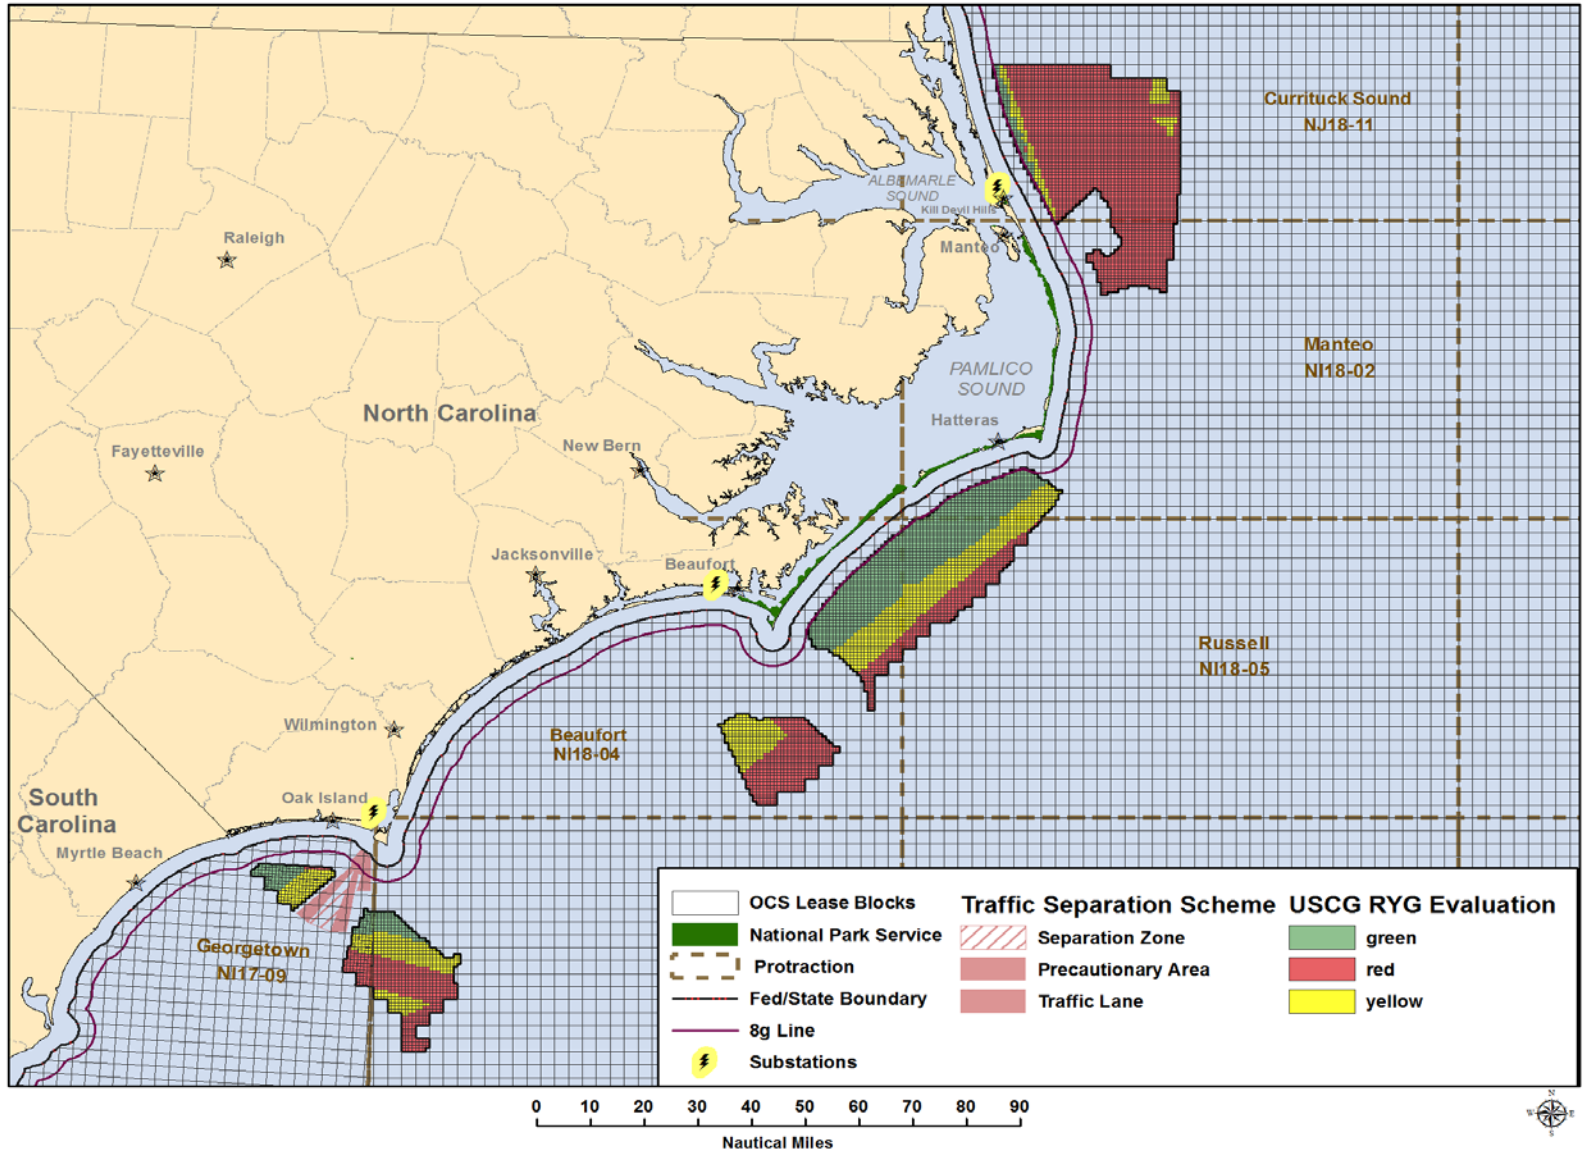 Currituck Sound
NJ18-11
ALBEMARLE
SOUND
Kill Devil Hills
Manteo
Raleigh
Manteo
NI18-02
PAMLICO
SOUND
North Carolina
Hatteras
New Bern
Fayetteville
Jacksonville
Beaufort
Russell
NI18-05
Wilmington
Beaufort
NI18-04
Oak Island
South
Carolina
Myrtle Beach
Georgetown
NI17-09
OCS Lease Blocks
National Park Service
Protraction
Fed/State Boundary
8g Line
Substations
Traffic Separation Scheme
Separation Zone
Precautionary Area
Traffic Lane
USCG RYG Evaluation
green
red
yellow
0 10 20 30 40 50 60 70 80 90
Nautical Miles
N
W E
S